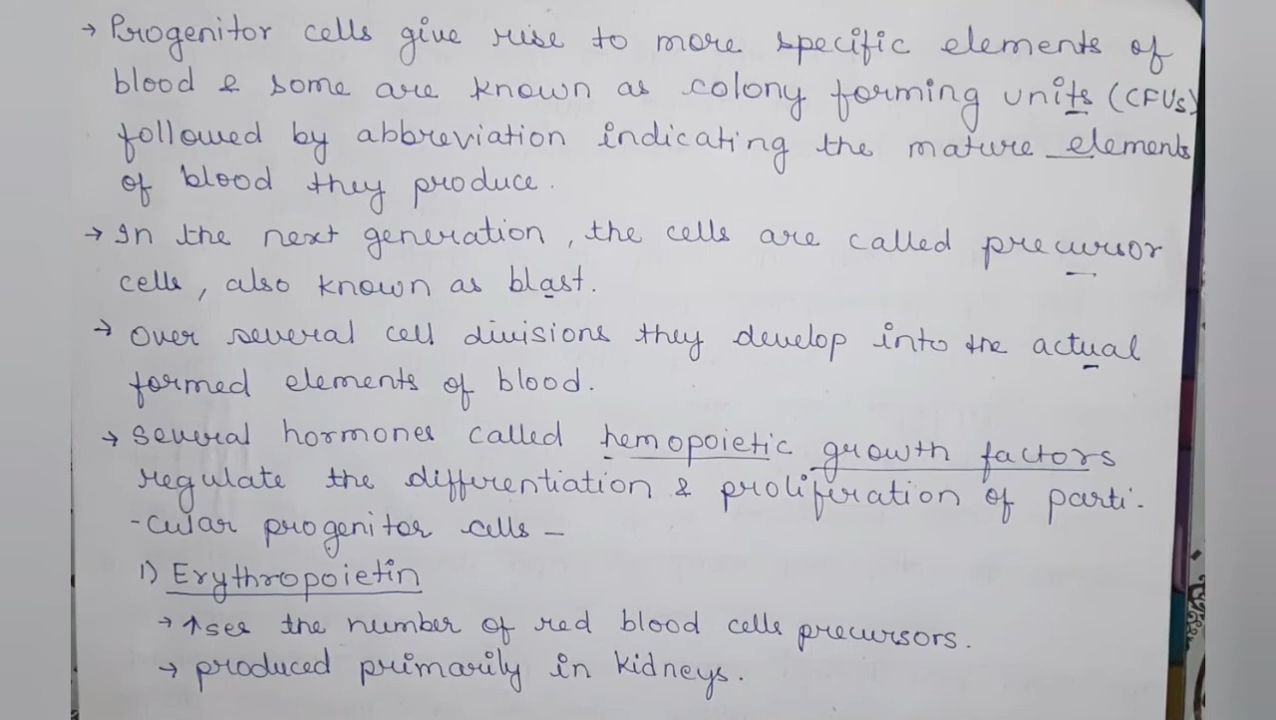 → Progenitor cells give rise to more specific elements of
blood & some are known as colony forming units (CFUs)
followed by abbreviation indicating the mature elements
of blood they produce.
→ In the next generation, the cells are called precursor
cells, also known as blast.
→ Over several cell divisions they develop into the actual
formed elements of blood.
→ Several hormones called hemopoietic growth factors
regulate the differentiation & proliferation of parti-
-cular progenitor cells –
1) Erythropoietin
→ ↑ses the number of red blood cells precursors.
→ produced primarily in kidneys.